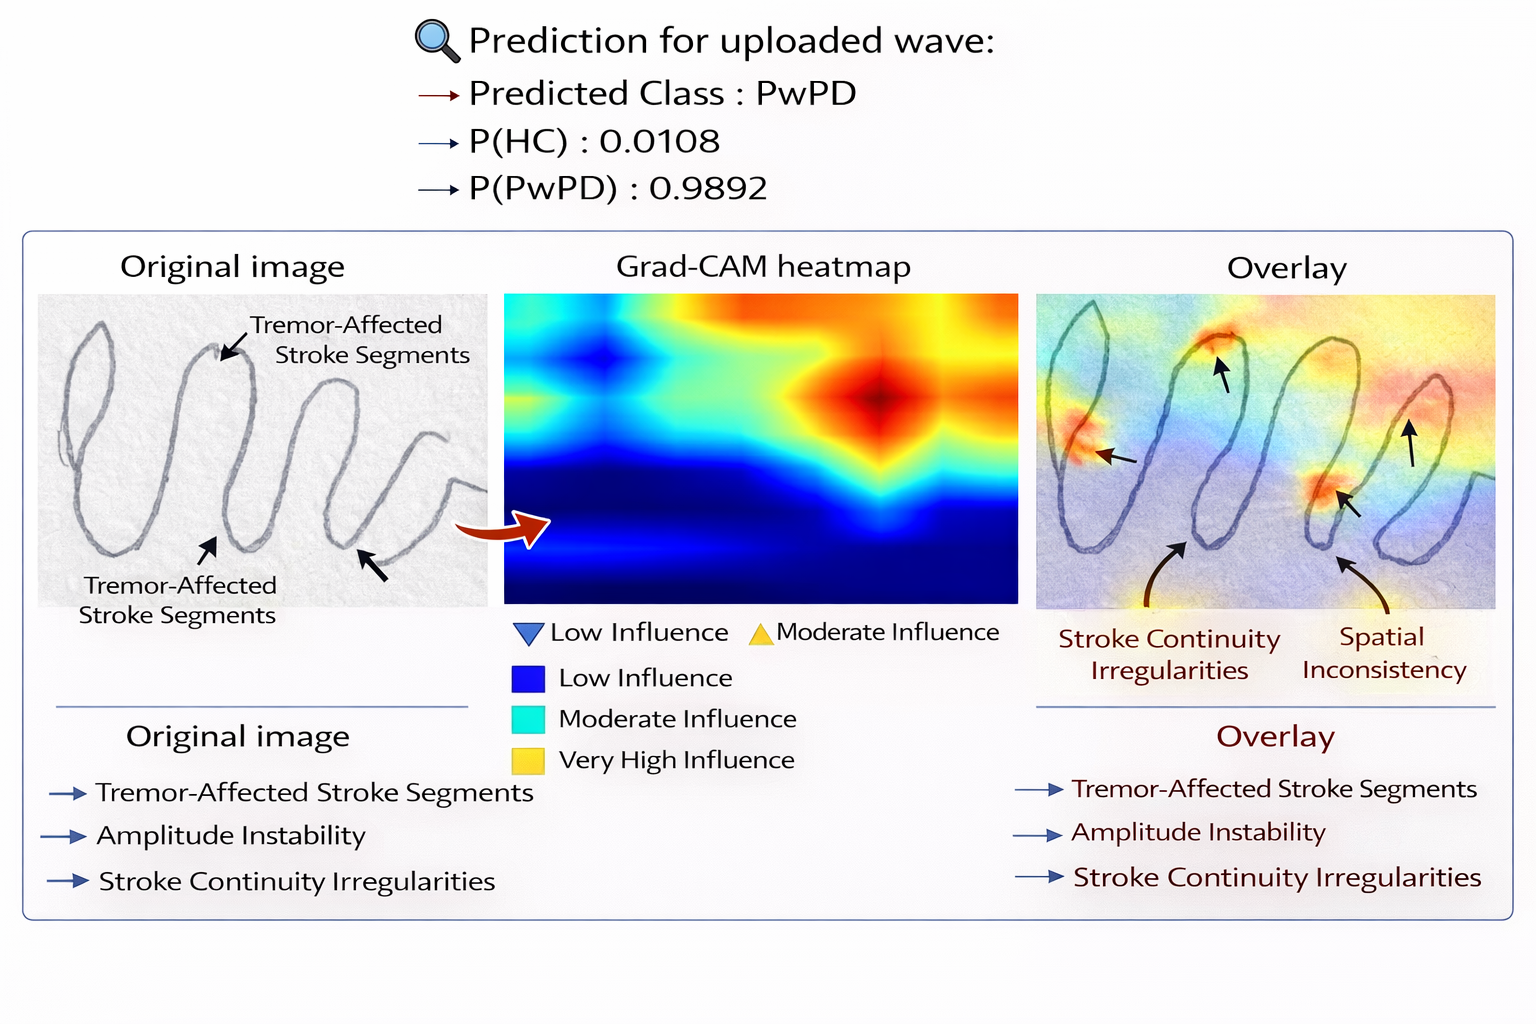 Prediction for uploaded wave:
Predicted Class : PwPD
P(HC) : 0.0108
P(PwPD) : 0.9892
Original image
Tremor-Affected
Stroke Segments
Tremor-Affected
Stroke Segments
Grad-CAM heatmap
Low Influence
Moderate Influence
Low Influence
Moderate Influence
Very High Influence
Overlay
Stroke Continuity
Irregularities
Spatial
Inconsistency
Original image
Tremor-Affected Stroke Segments
Amplitude Instability
Stroke Continuity Irregularities
Overlay
Tremor-Affected Stroke Segments
Amplitude Instability
Stroke Continuity Irregularities